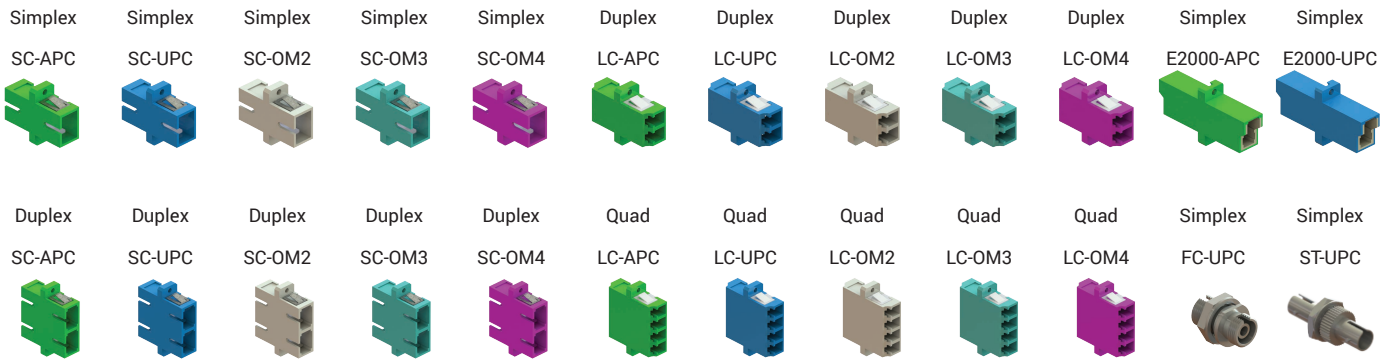 Simplex Simplex Simplex Simplex Simplex Duplex Duplex Duplex Duplex Duplex Simplex Simplex
SC-APC SC-UPC SC-OM2 SC-OM3 SC-OM4 LC-APC LC-UPC LC-OM2 LC-OM3 LC-OM4 E2000-APC E2000-UPC
Duplex Duplex Duplex Duplex Duplex Quad Quad Quad Quad Quad Simplex Simplex
SC-APC SC-UPC SC-OM2 SC-OM3 SC-OM4 LC-APC LC-UPC LC-OM2 LC-OM3 LC-OM4 FC-UPC ST-UPC